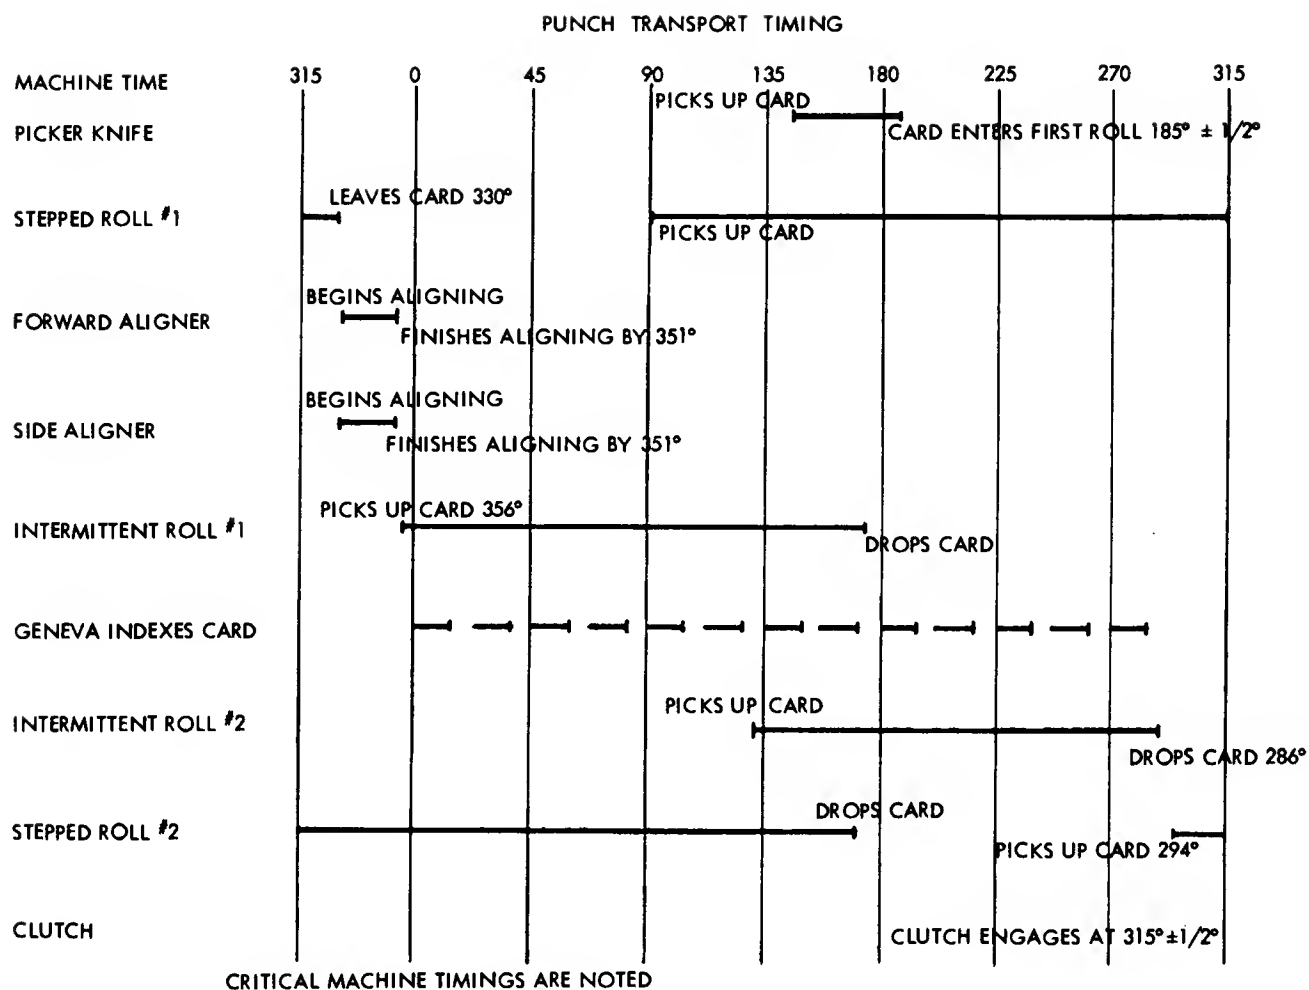 PUNCH TRANSPORT TIMING
MACHINE TIME 315 0 45 90 135 180 225 270 315
PICKS UP CARD
PICKER KNIFE CARD ENTERS FIRST ROLL 185° ± 1/2°
LEAVES CARD 330°
STEPPED ROLL #1 PICKS UP CARD
BEGINS ALIGNING
FORWARD ALIGNER FINISHES ALIGNING BY 351°
BEGINS ALIGNING
SIDE ALIGNER FINISHES ALIGNING BY 351°
PICKS UP CARD 356°
INTERMITTENT ROLL #1 DROPS CARD
GENEVA INDEXES CARD
PICKS UP CARD
INTERMITTENT ROLL #2
DROPS CARD 286°
DROPS CARD
STEPPED ROLL #2
PICKS UP CARD 294°
CLUTCH CLUTCH ENGAGES AT 315°±1/2°
CRITICAL MACHINE TIMINGS ARE NOTED